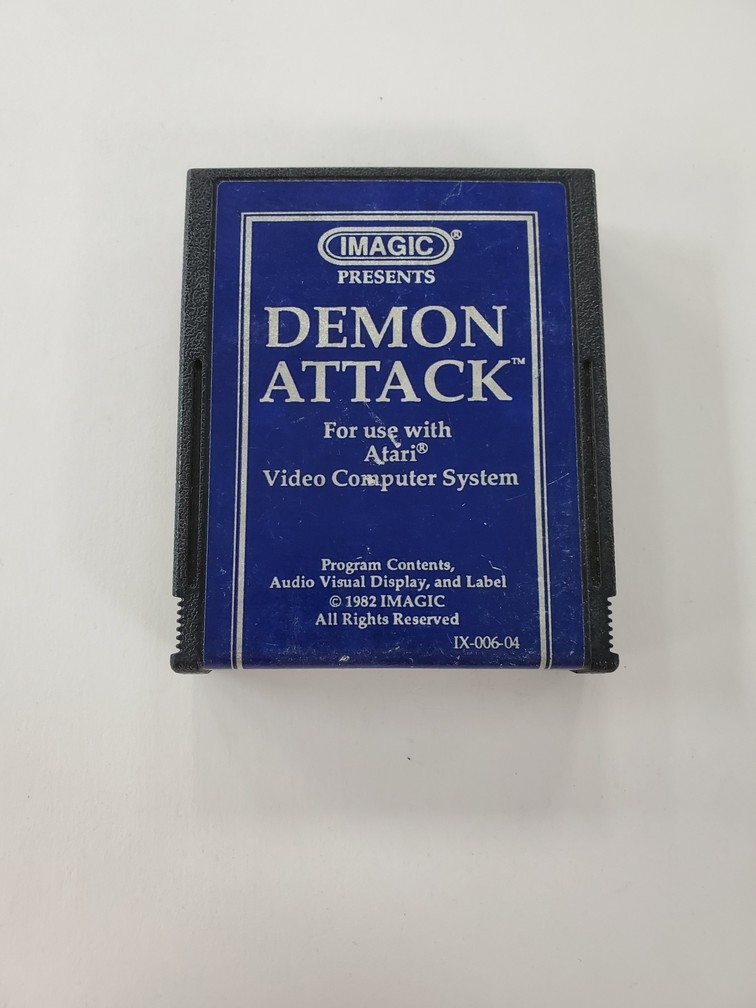 IMAGIC®
PRESENTS
DEMON
ATTACK™
For use with
Atari®
Video Computer System
Program Contents,
Audio Visual Display, and Label
© 1982 IMAGIC
All Rights Reserved
IX-006-04